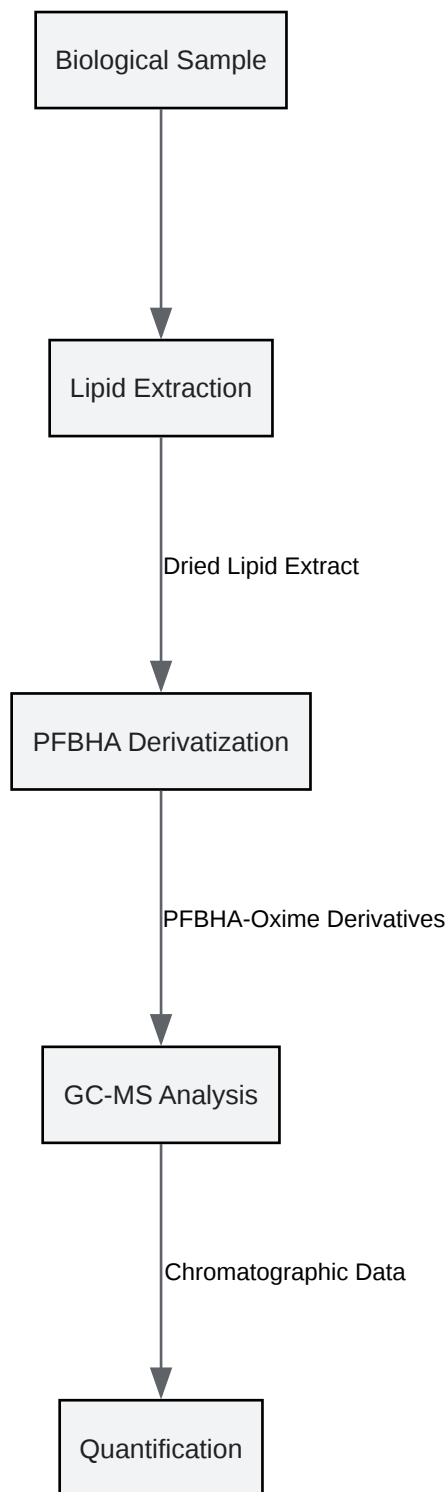 Biological Sample
Lipid Extraction
Dried Lipid Extract
PFBHA Derivatization
PFBHA-Oxime Derivatives
GC-MS Analysis
Chromatographic Data
Quantification